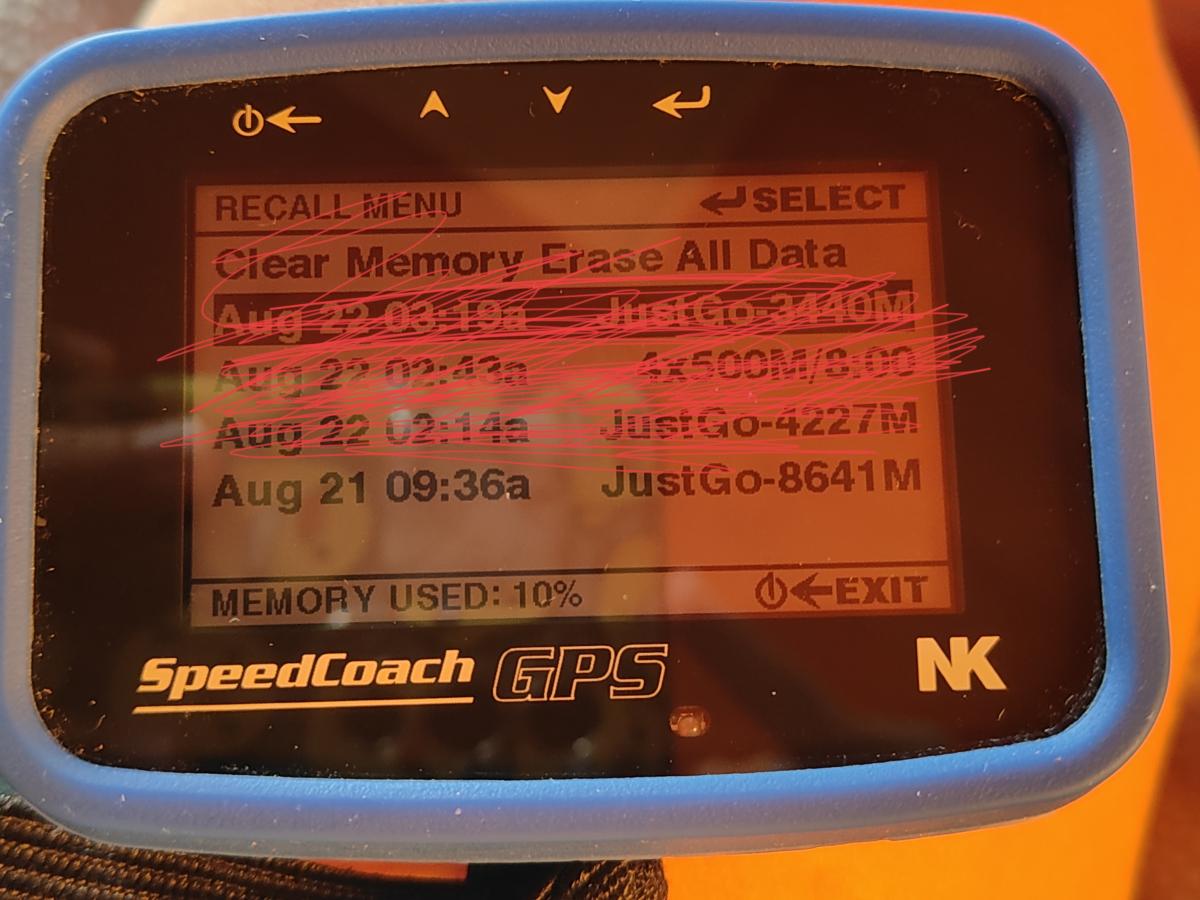 RECALL MENU SELECT
Clear Memory Erase All Data
Aug 22 03:19a JustGo-3440M
Aug 22 02:43a 4x500M/8:00
Aug 22 02:14a JustGo-4227M
Aug 21 09:36a JustGo-8641M
MEMORY USED: 10% EXIT
SpeedCoach GPS NK